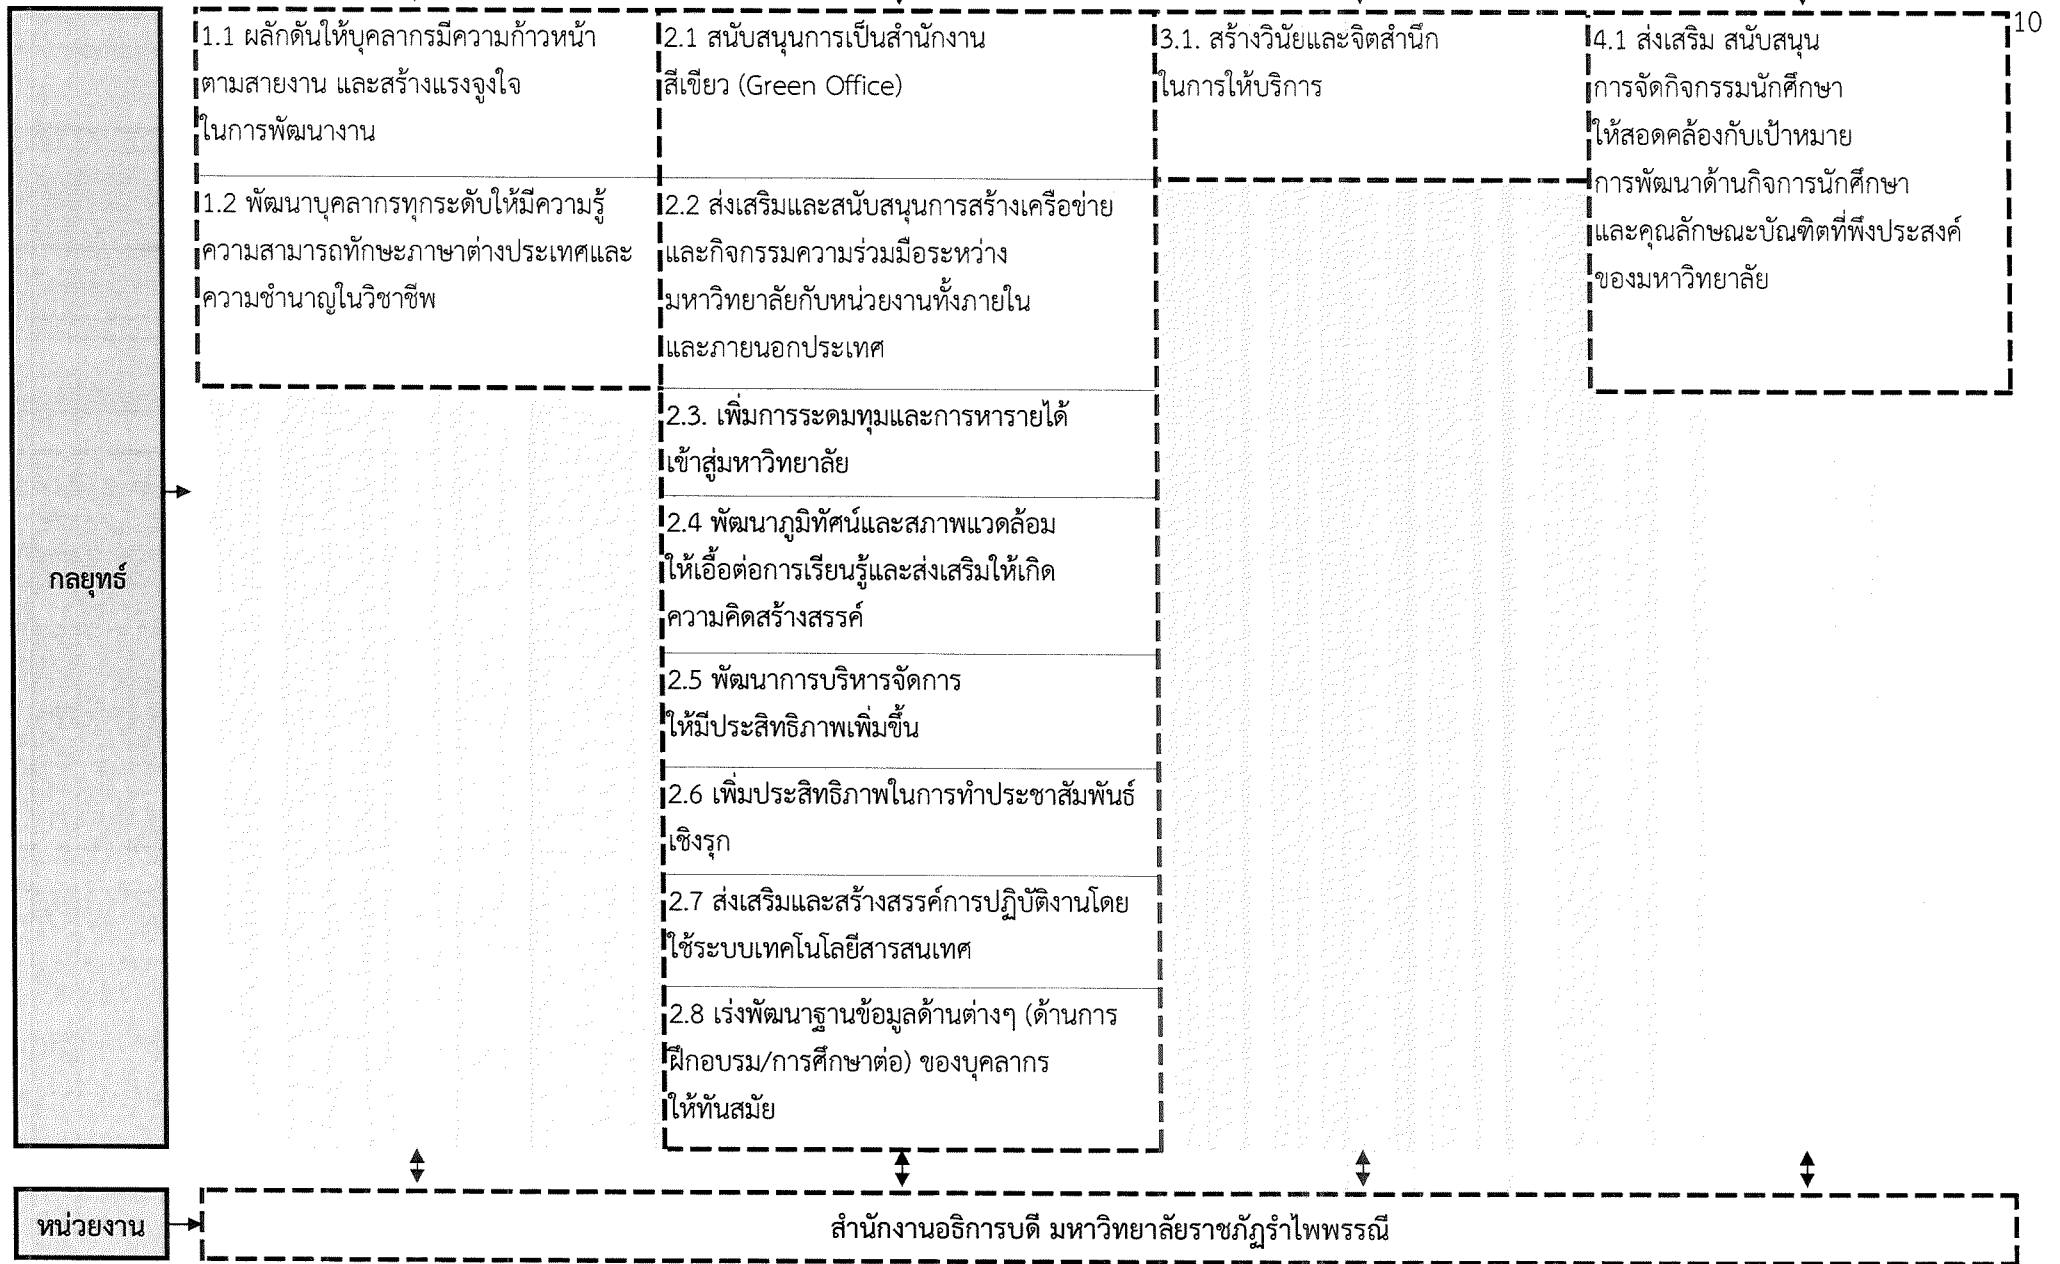 10
กลยุทธ์
1.1 ผลักดันให้บุคลากรมีความก้าวหน้า
ตามสายงาน และสร้างแรงจูงใจ
ในการพัฒนางาน
1.2 พัฒนาบุคลากรทุกระดับให้มีความรู้
ความสามารถทักษะภาษาต่างประเทศและ
ความชำนาญในวิชาชีพ
2.1 สนับสนุนการเป็นสำนักงาน
สีเขียว (Green Office)
2.2 ส่งเสริมและสนับสนุนการสร้างเครือข่าย
และกิจกรรมความร่วมมือระหว่าง
มหาวิทยาลัยกับหน่วยงานทั้งภายใน
และภายนอกประเทศ
2.3. เพิ่มการระดมทุมและการหารายได้
เข้าสู่มหาวิทยาลัย
2.4 พัฒนาภูมิทัศน์และสภาพแวดล้อม
ให้เอื้อต่อการเรียนรู้และส่งเสริมให้เกิด
ความคิดสร้างสรรค์
2.5 พัฒนาการบริหารจัดการ
ให้มีประสิทธิภาพเพิ่มขึ้น
2.6 เพิ่มประสิทธิภาพในการทำประชาสัมพันธ์
เชิงรุก
2.7 ส่งเสริมและสร้างสรรค์การปฏิบัติงานโดย
ใช้ระบบเทคโนโลยีสารสนเทศ
2.8 เร่งพัฒนาฐานข้อมูลด้านต่างๆ (ด้านการ
ฝึกอบรม/การศึกษาต่อ) ของบุคลากร
ให้ทันสมัย
3.1. สร้างวินัยและจิตสำนึก
ในการให้บริการ
4.1 ส่งเสริม สนับสนุน
การจัดกิจกรรมนักศึกษา
ให้สอดคล้องกับเป้าหมาย
การพัฒนาด้านกิจการนักศึกษา
และคุณลักษณะบัณฑิตที่พึงประสงค์
ของมหาวิทยาลัย
หน่วยงาน
สำนักงานอธิการบดี มหาวิทยาลัยราชภัฏรำไพพรรณี